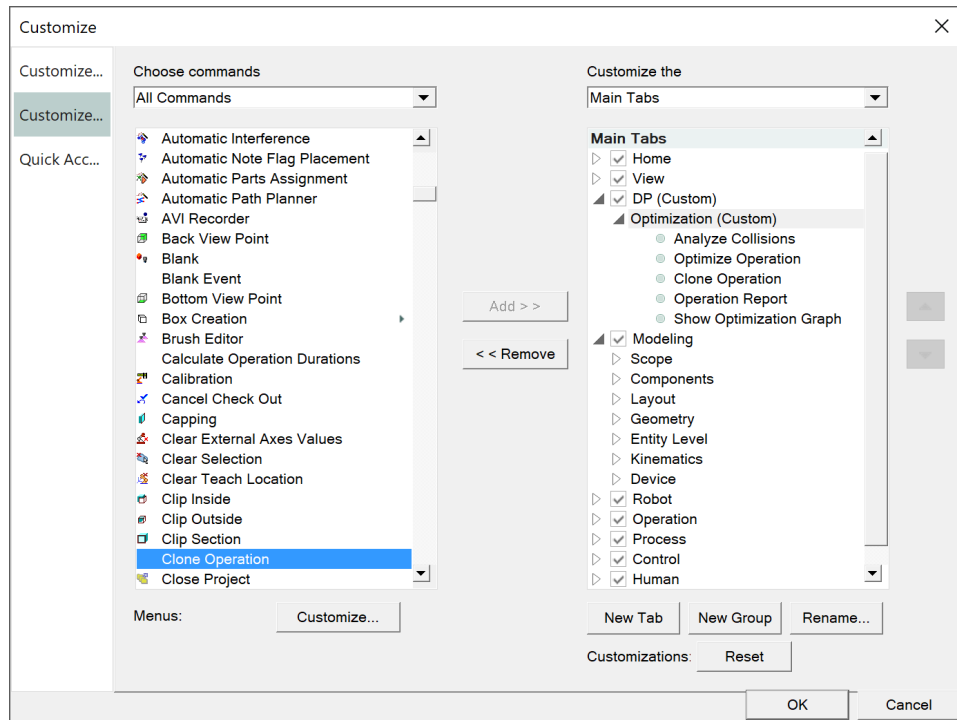 Customize
Customize...
Customize...
Quick Acc...
Choose commands
All Commands
Automatic Interference
Automatic Note Flag Placement
Automatic Parts Assignment
Automatic Path Planner
AVI Recorder
Back View Point
Blank
Blank Event
Bottom View Point
Box Creation
Brush Editor
Calculate Operation Durations
Calibration
Cancel Check Out
Capping
Clear External Axes Values
Clear Selection
Clear Teach Location
Clip Inside
Clip Outside
Clip Section
Clone Operation
Close Project
Menus:
Customize...
Add > >
< < Remove
Customize the
Main Tabs
Main Tabs
Home
View
DP (Custom)
Optimization (Custom)
Analyze Collisions
Optimize Operation
Clone Operation
Operation Report
Show Optimization Graph
Modeling
Scope
Components
Layout
Geometry
Entity Level
Kinematics
Device
Robot
Operation
Process
Control
Human
New Tab New Group Rename...
Customizations: Reset
OK Cancel